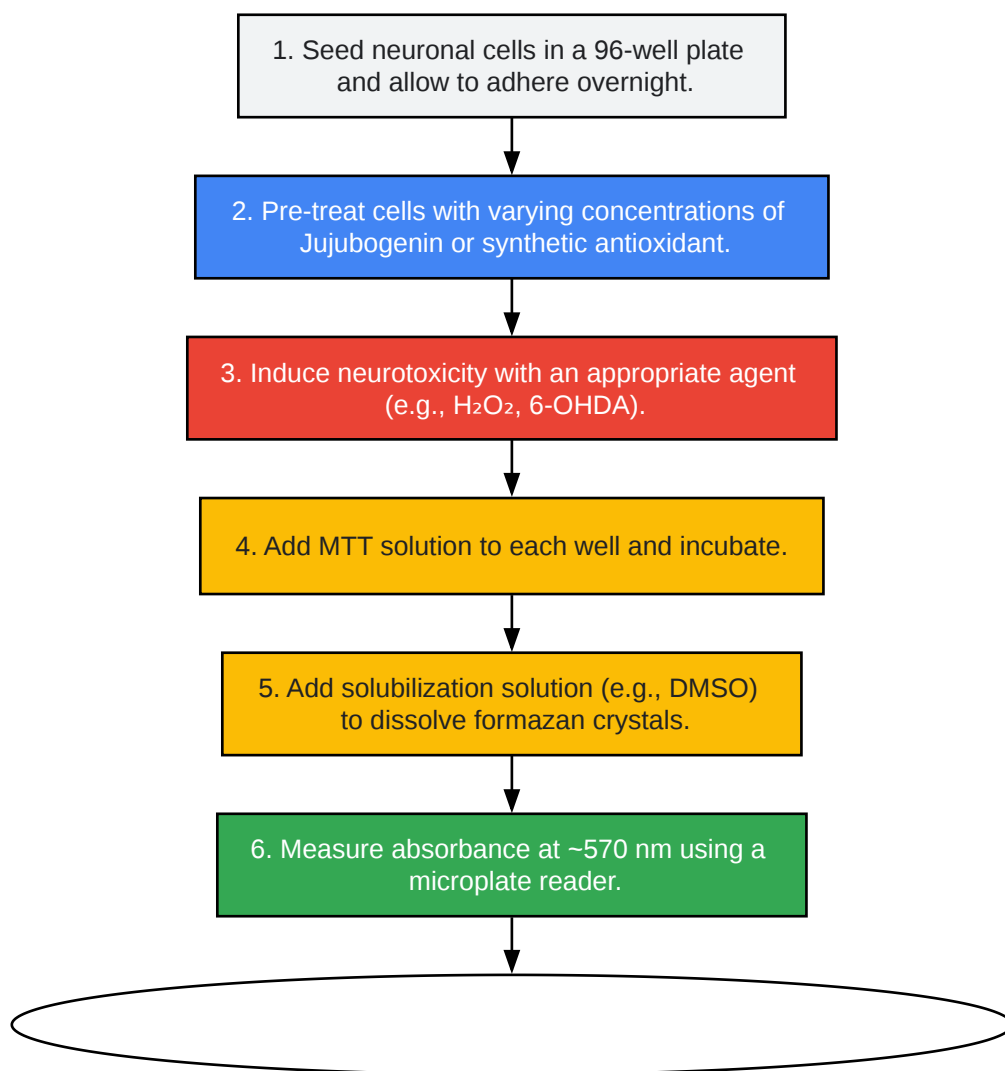 1. Seed neuronal cells in a 96-well plate
and allow to adhere overnight.
2. Pre-treat cells with varying concentrations of
Jujubogenin or synthetic antioxidant.
3. Induce neurotoxicity with an appropriate agent
(e.g., H₂O₂, 6-OHDA).
4. Add MTT solution to each well and incubate.
5. Add solubilization solution (e.g., DMSO)
to dissolve formazan crystals.
6. Measure absorbance at ~570 nm using a
microplate reader.